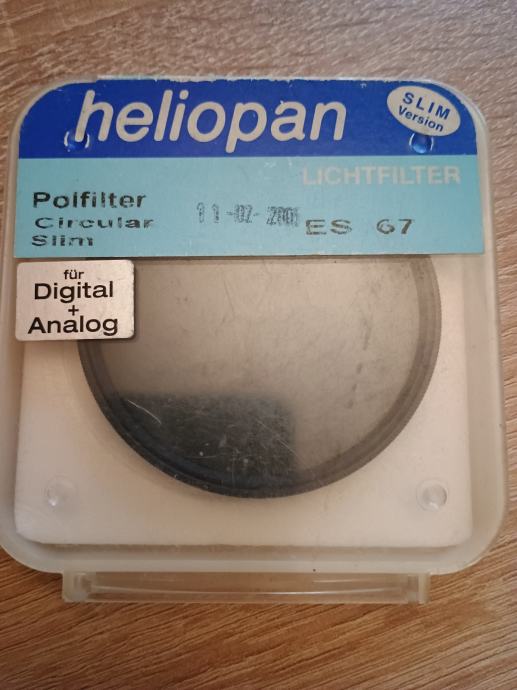 heliopan
SLIM
Version
LICHTFILTER
Polfilter
Circular
Slim
ES 67
für
Digital
+
Analog